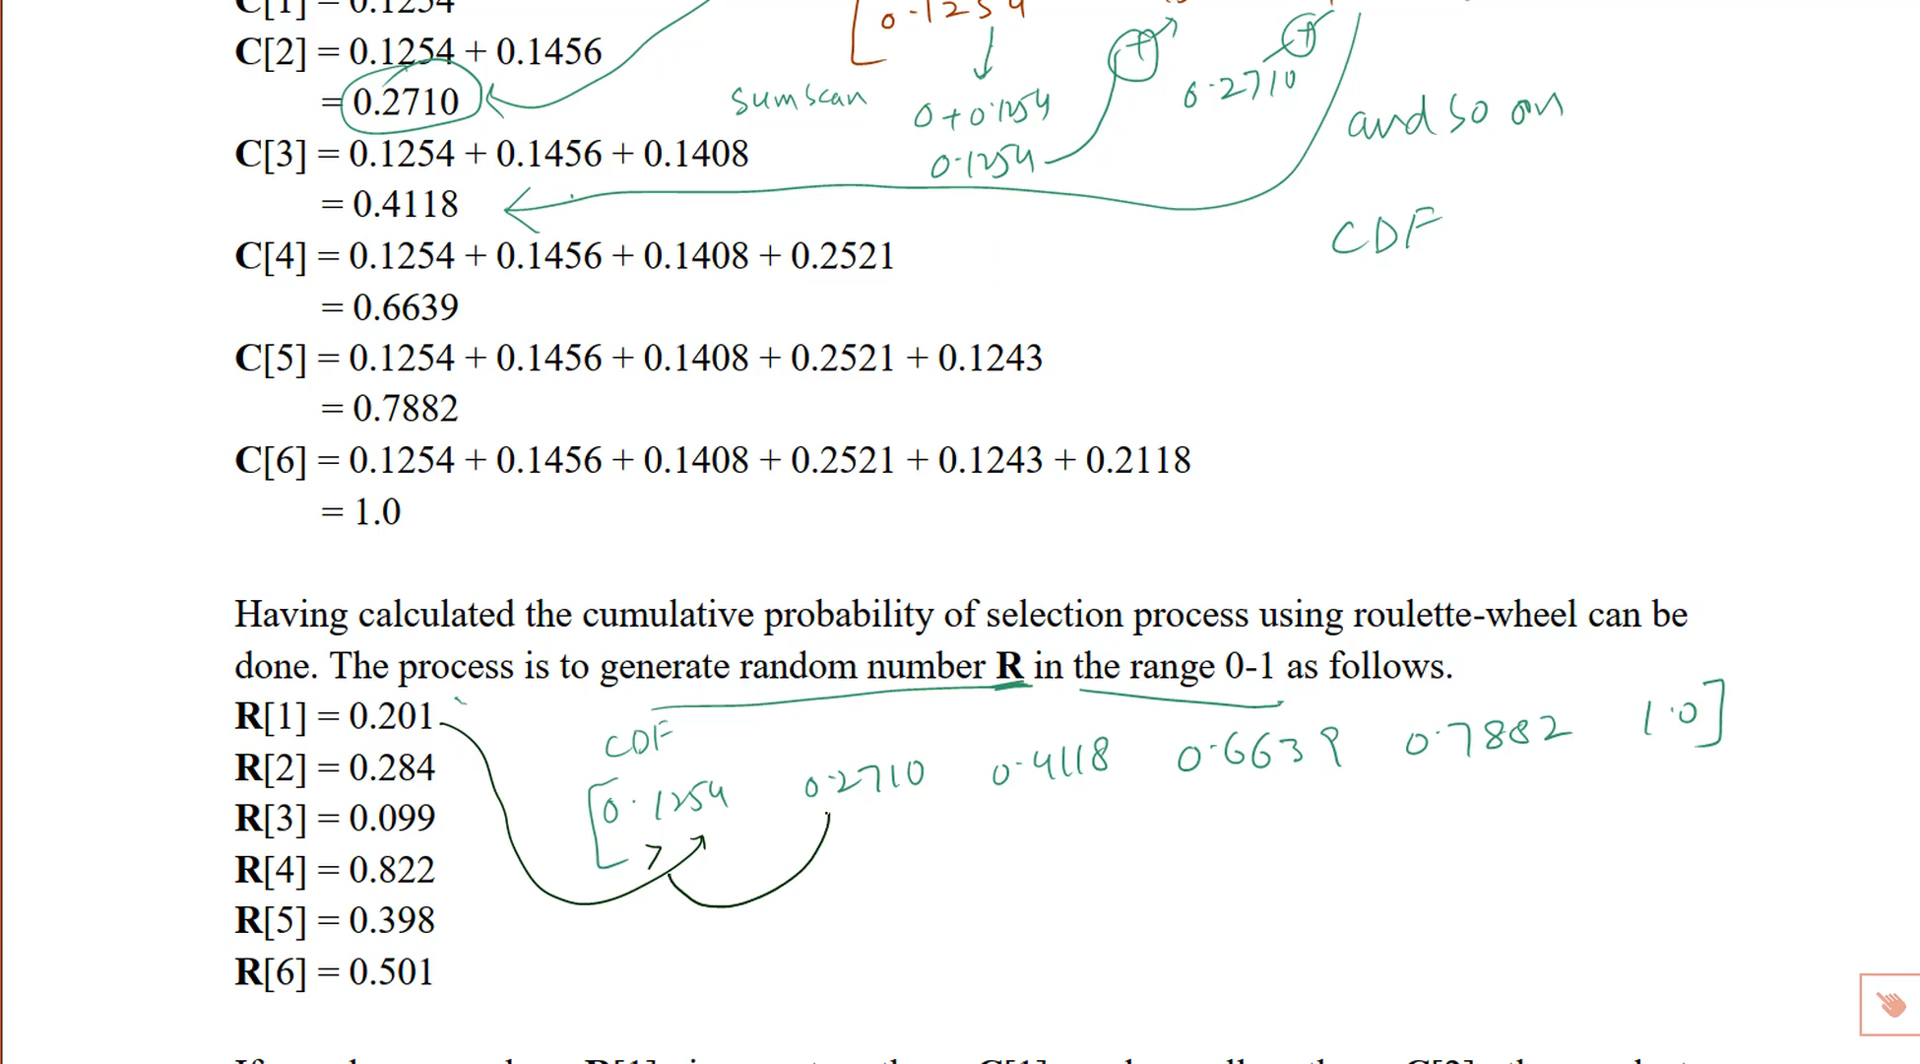 C[1] = 0.1254
[0.1254
C[2] = 0.1254 + 0.1456
= 0.2710
sumscan
0+0.1254
0.2710
and so on
C[3] = 0.1254 + 0.1456 + 0.1408
0.1254
= 0.4118
CDF
C[4] = 0.1254 + 0.1456 + 0.1408 + 0.2521
= 0.6639
C[5] = 0.1254 + 0.1456 + 0.1408 + 0.2521 + 0.1243
= 0.7882
C[6] = 0.1254 + 0.1456 + 0.1408 + 0.2521 + 0.1243 + 0.2118
= 1.0
Having calculated the cumulative probability of selection process using roulette-wheel can be
done. The process is to generate random number R in the range 0-1 as follows.
R[1] = 0.201
CDF
[0.1254 0.2710 0.4118 0.6639 0.7882 1.0]
>
R[2] = 0.284
R[3] = 0.099
R[4] = 0.822
R[5] = 0.398
R[6] = 0.501